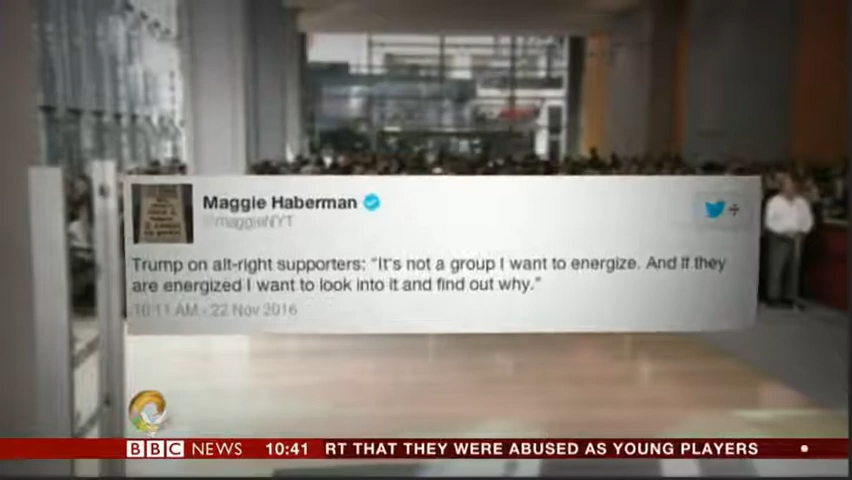 Maggie Haberman
@maggieNYT
Trump on alt-right supporters: "It's not a group I want to energize. And if they
are energized I want to look into it and find out why."
10:11 AM - 22 Nov 2016
BBC NEWS 10:41 RT THAT THEY WERE ABUSED AS YOUNG PLAYERS